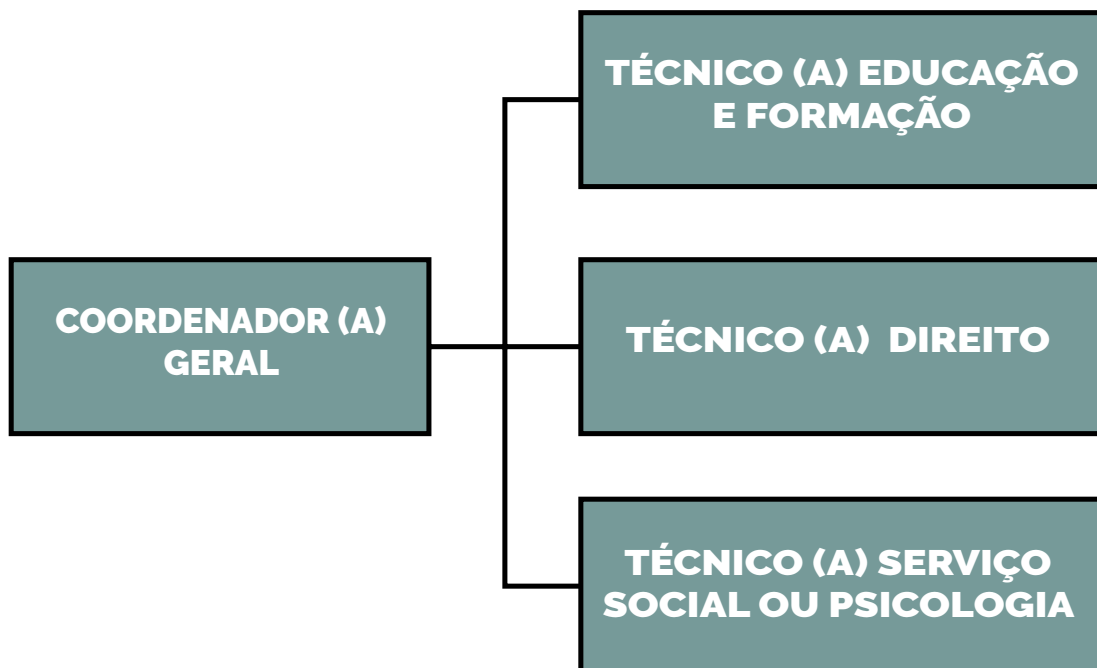 TÉCNICO (A) EDUCAÇÃO
E FORMAÇÃO
COORDENADOR (A)
GERAL
TÉCNICO (A) DIREITO
TÉCNICO (A) SERVIÇO
SOCIAL OU PSICOLOGIA